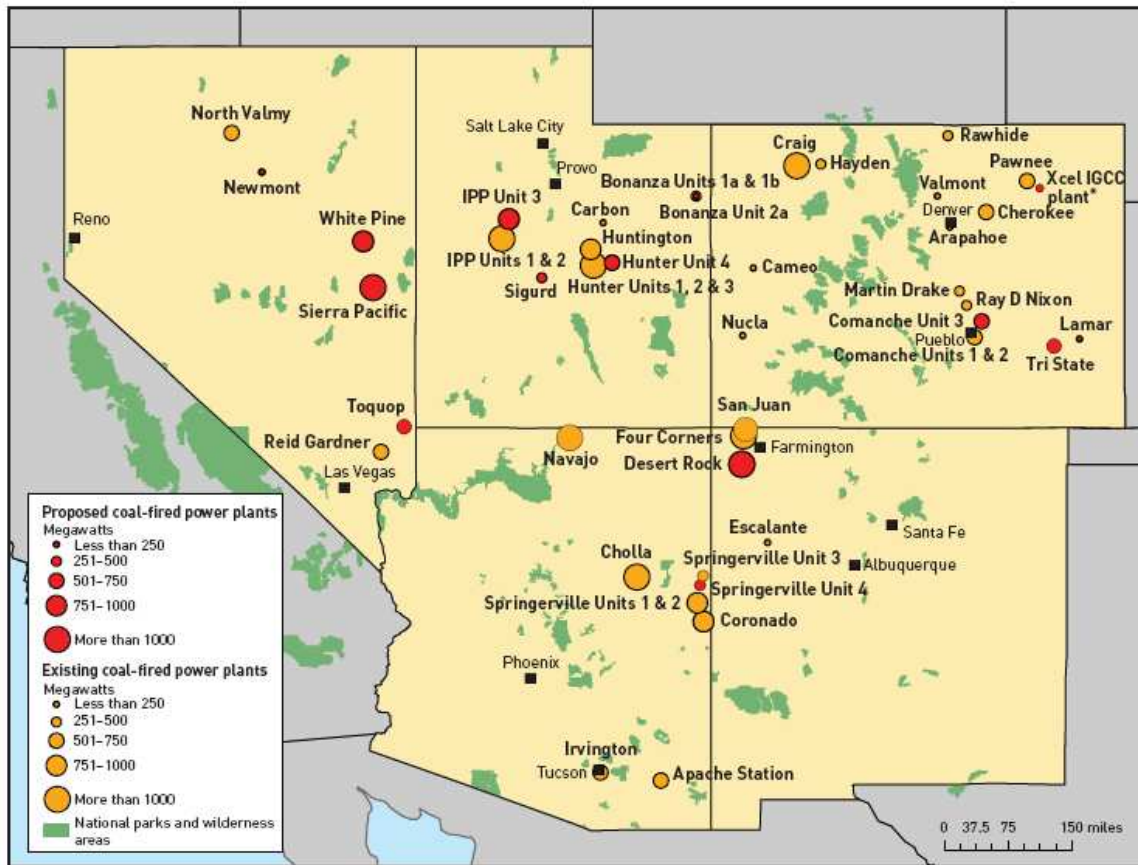 North Valmy
Newmont
Reno
White Pine
Sierra Pacific
Toquop
Reid Gardner
Las Vegas
Salt Lake City
Provo
IPP Unit 3
IPP Units 1 & 2
Sigurd
Carbon
Huntington
Hunter Unit 4
Hunter Units 1, 2 & 3
Bonanza Units 1a & 1b
Bonanza Unit 2a
Craig
Hayden
Rawhide
Pawnee
Xcel IGCC
plant*
Valmont
Denver
Cherokee
Arapahoe
Cameo
Martin Drake
Ray D Nixon
Comanche Unit 3
Pueblo
Comanche Units 1 & 2
Lamar
Tri State
Nucla
San Juan
Four Corners
Farmington
Desert Rock
Navajo
Escalante
Santa Fe
Albuquerque
Cholla
Springerville Unit 3
Springerville Unit 4
Springerville Units 1 & 2
Coronado
Phoenix
Irvington
Tucson
Apache Station
Proposed coal-fired power plants
Megawatts
Less than 250
251–500
501–750
751–1000
More than 1000
Existing coal-fired power plants
Megawatts
Less than 250
251–500
501–750
751–1000
More than 1000
National parks and wilderness
areas
0 37.5 75 150 miles